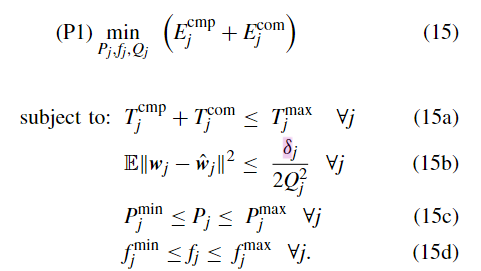 (P1) min_{P_j,f_j,Q_j} (E_j^{cmp} + E_j^{com}) (15)
subject to: T_j^{cmp} + T_j^{com} ≤ T_j^{max} ∀j (15a)
𝔼‖w_j − ŵ_j‖² ≤ δ_j / 2Q_j² ∀j (15b)
P_j^{min} ≤ P_j ≤ P_j^{max} ∀j (15c)
f_j^{min} ≤ f_j ≤ f_j^{max} ∀j. (15d)